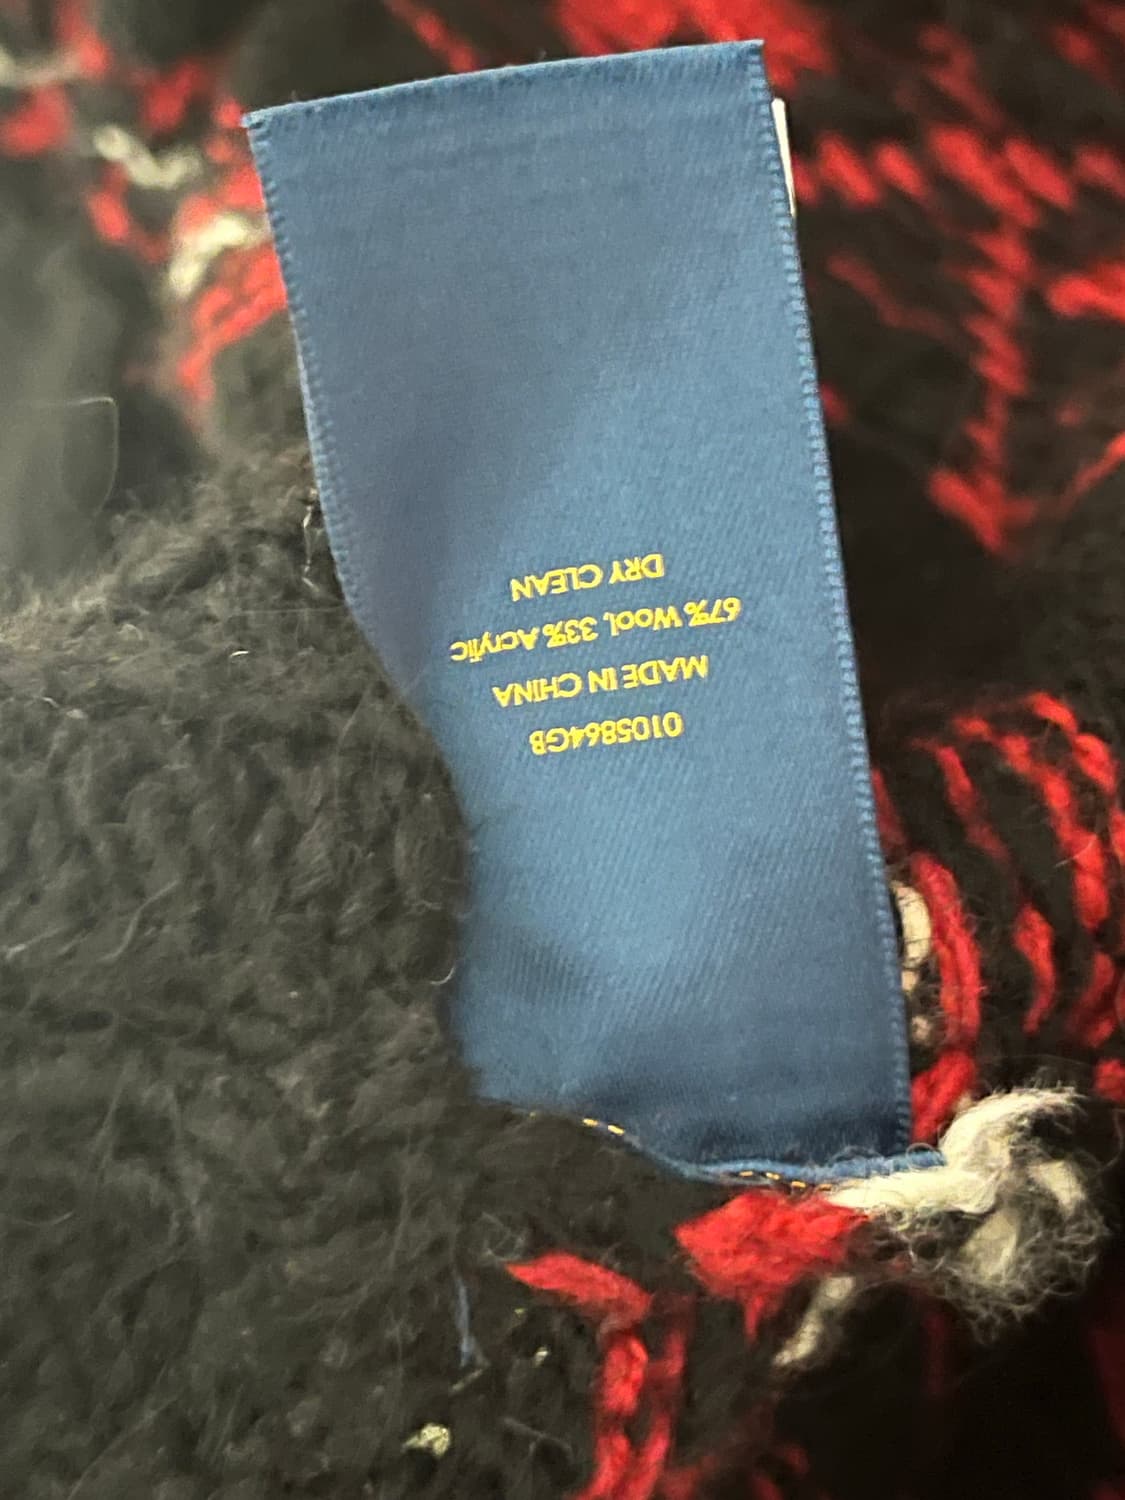 0105864GB
MADE IN CHINA
67% Wool, 33% Acrylic
DRY CLEAN